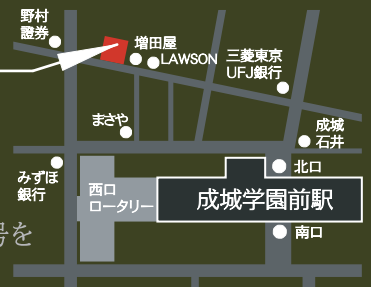 野村
證券
増田屋
LAWSON
三菱東京
UFJ銀行
まさや
成城
石井
みずほ
銀行
西口
ロータリー
北口
成城学園前駅
南口
号を